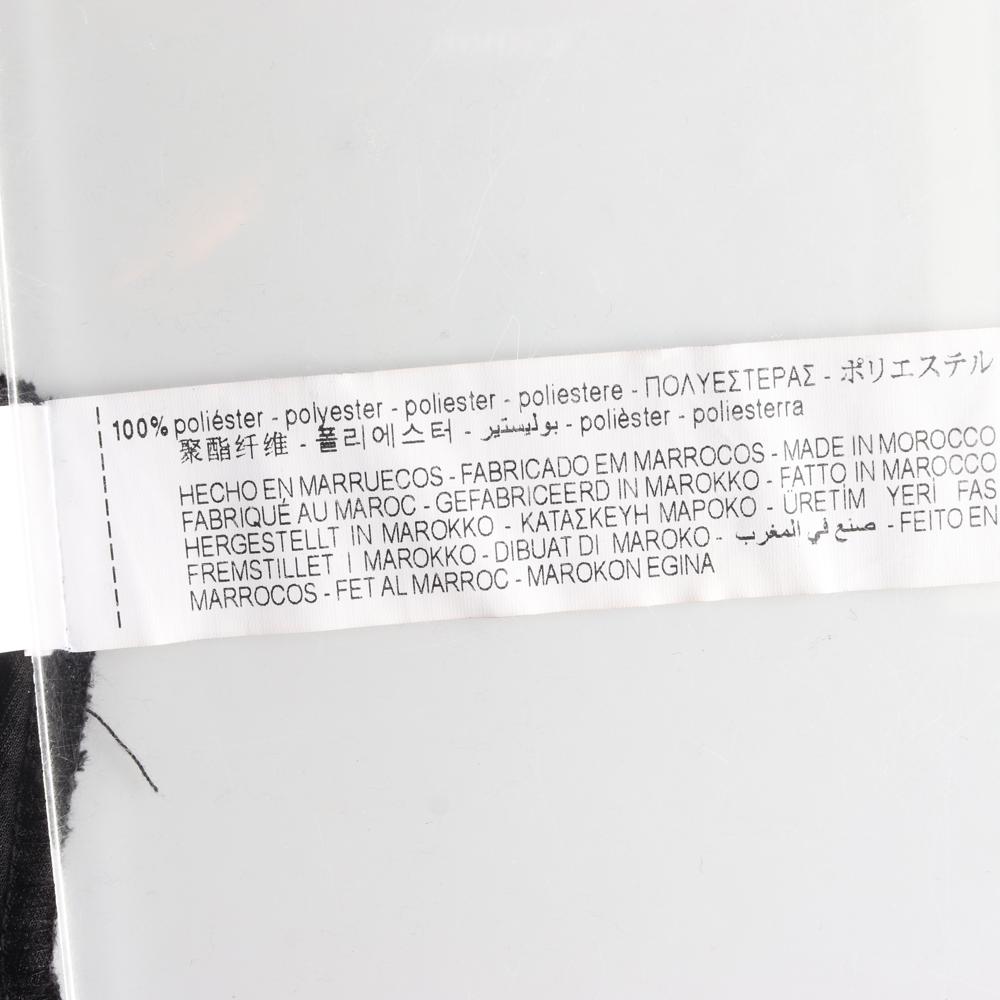 100% poliéster - polyester - poliester - poliestere - ΠΟΛΥΕΣΤΕΡΑΣ - ポリエステル
聚酯纤维 - 폴리에스터 - بوليستير - polièster - poliesterra
HECHO EN MARRUECOS - FABRICADO EM MARROCOS - MADE IN MOROCCO
FABRIQUÉ AU MAROC - GEFABRICEERD IN MAROKKO - FATTO IN MAROCCO
HERGESTELLT IN MAROKKO - ΚΑΤΑΣΚΕΥΗ ΜΑΡΟΚΟ - ÜRETİM YERİ FAS
FREMSTILLET I MAROKKO - DIBUAT DI MAROKO - صنع في المغرب - FEITO EN
MARROCOS - FET AL MARROC - MAROKON EGINA